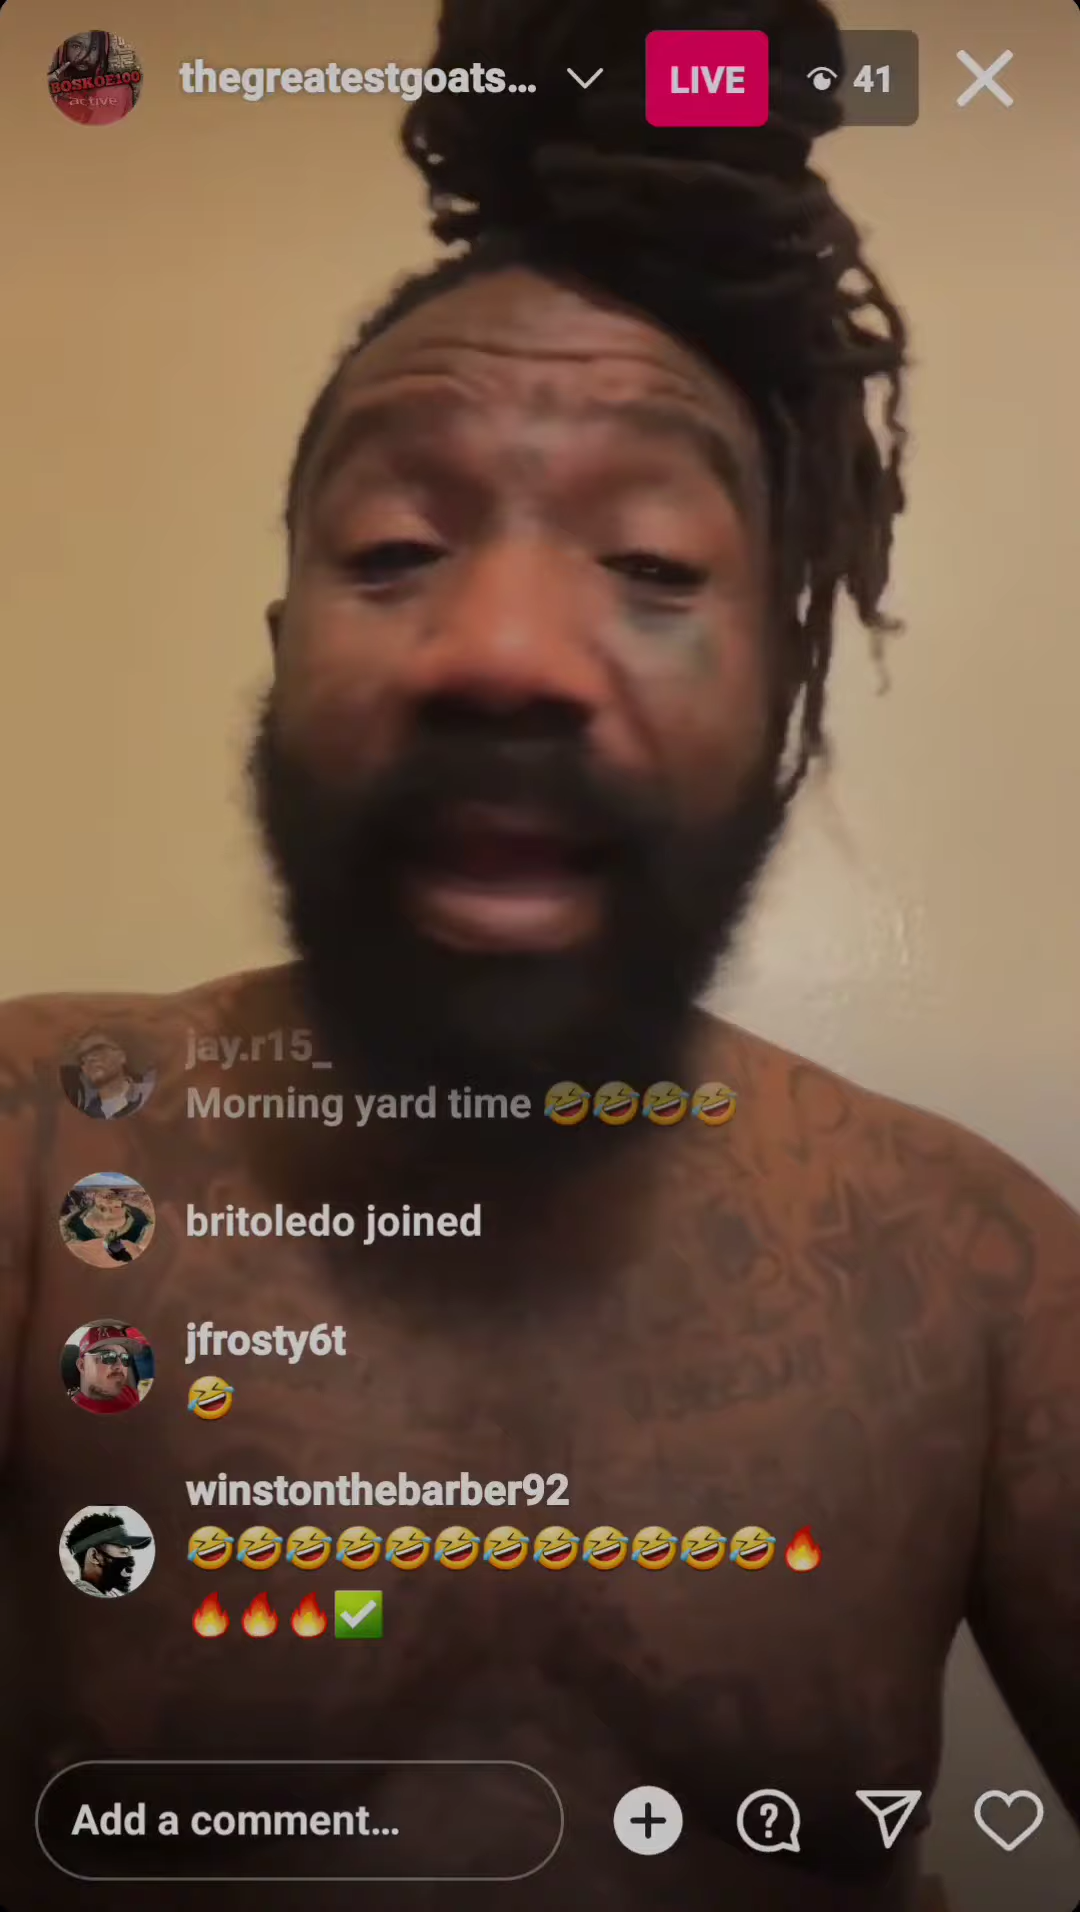 BOSKOE100
active
thegreatestgoats...
LIVE
41
jay.r15_
Morning yard time 🤣🤣🤣🤣
britoledo joined
jfrosty6t
🤣
winstonthebarber92
🤣🤣🤣🤣🤣🤣🤣🤣🤣🤣🤣🤣🔥
🔥🔥🔥✅
Add a comment...